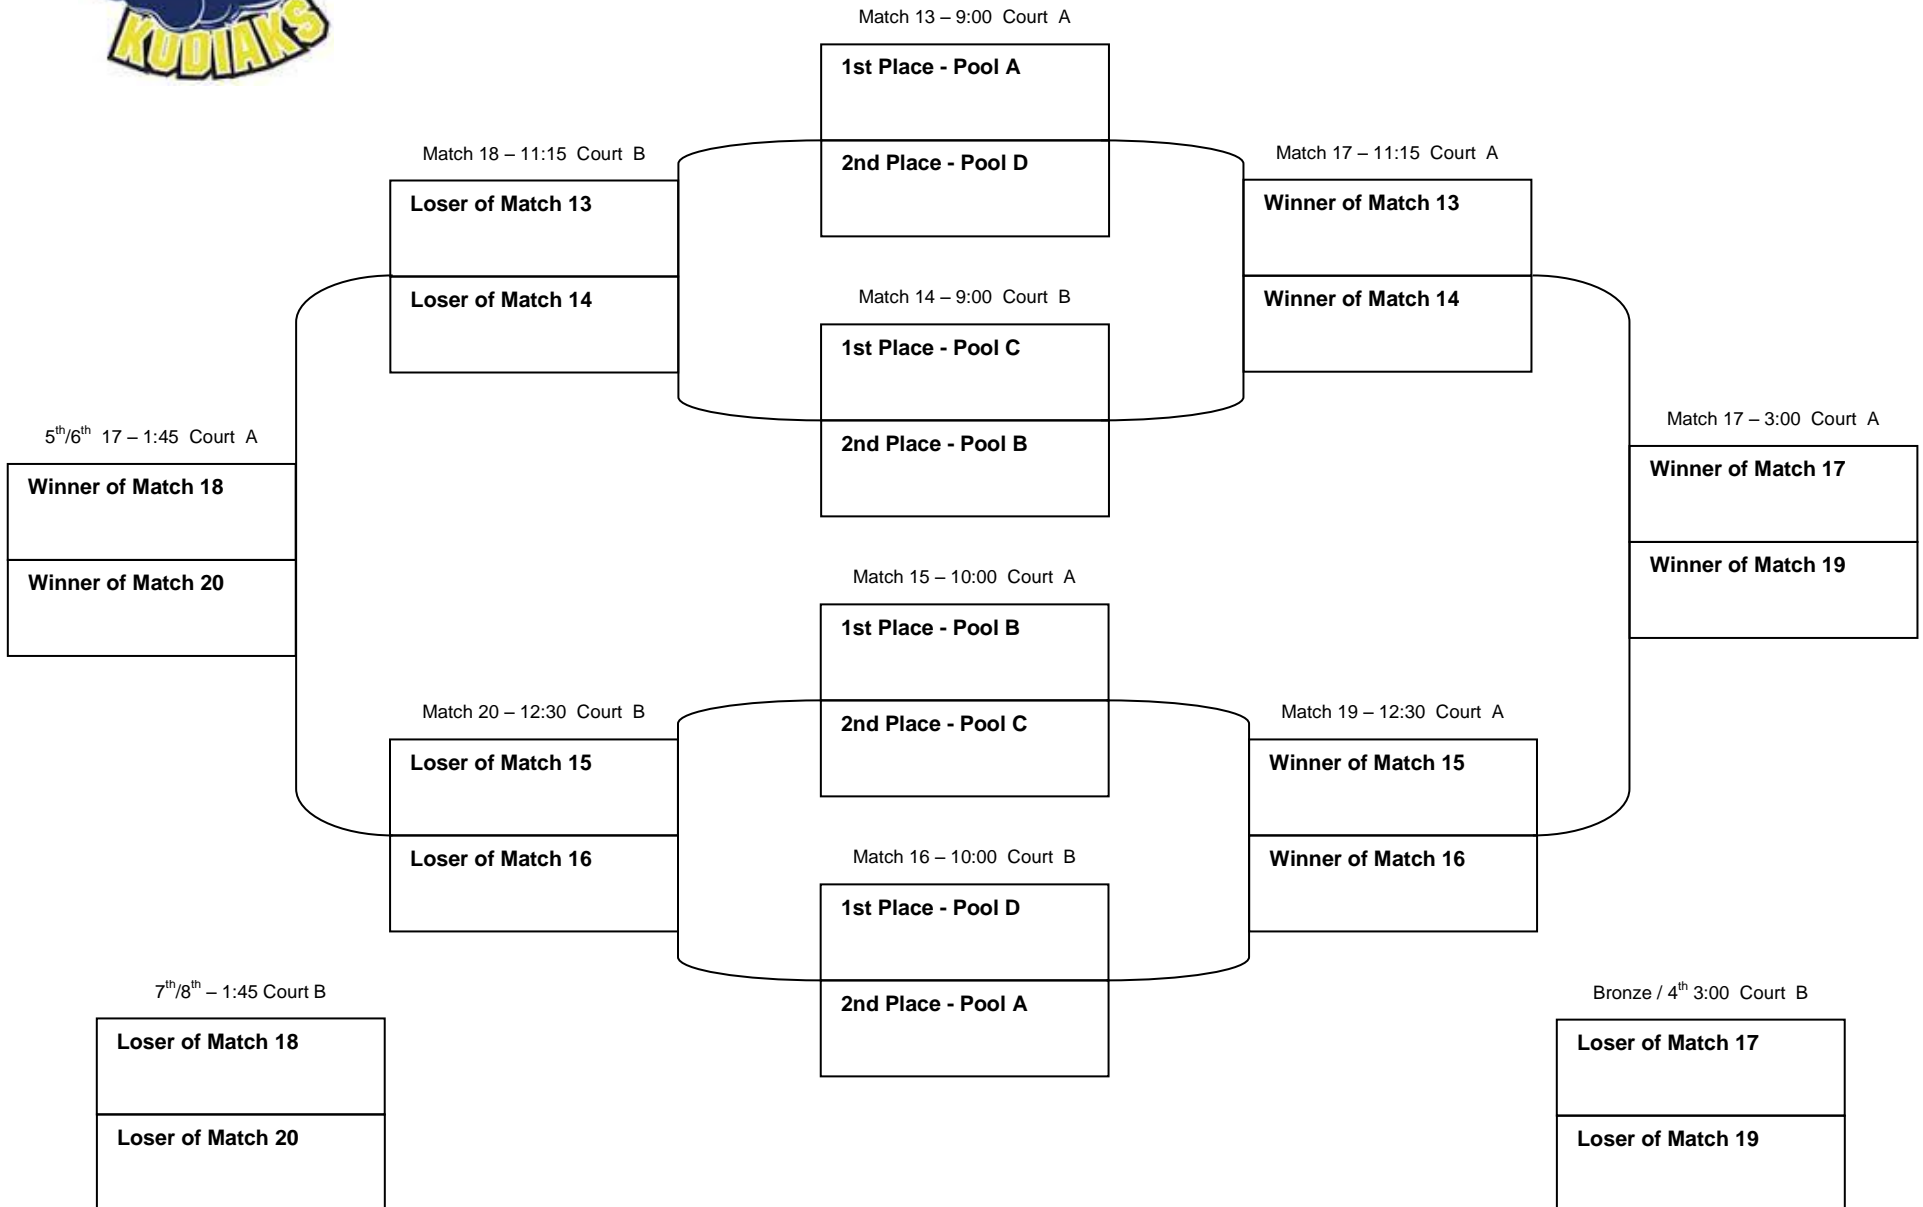 KODIAKS
Match 13 – 9:00 Court A
1st Place - Pool A
2nd Place - Pool D
Match 18 – 11:15 Court B
Loser of Match 13
Loser of Match 14
Match 17 – 11:15 Court A
Winner of Match 13
Winner of Match 14
Match 14 – 9:00 Court B
1st Place - Pool C
2nd Place - Pool B
5th/6th 17 – 1:45 Court A
Winner of Match 18
Winner of Match 20
Match 17 – 3:00 Court A
Winner of Match 17
Winner of Match 19
Match 15 – 10:00 Court A
1st Place - Pool B
2nd Place - Pool C
Match 20 – 12:30 Court B
Loser of Match 15
Loser of Match 16
Match 19 – 12:30 Court A
Winner of Match 15
Winner of Match 16
Match 16 – 10:00 Court B
1st Place - Pool D
2nd Place - Pool A
7th/8th – 1:45 Court B
Loser of Match 18
Loser of Match 20
Bronze / 4th 3:00 Court B
Loser of Match 17
Loser of Match 19